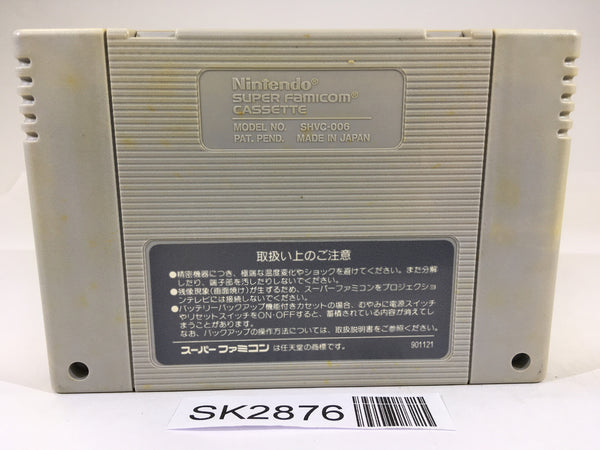 Nintendo®
SUPER FAMICOM®
CASSETTE
MODEL NO. SHVC-006
PAT. PEND. MADE IN JAPAN
取扱い上のご注意
●精密機器につき、極端な温度変化やショックを避けてください。また分解
したり、端子部を汚したりしないでください。
●残像現象(画面焼け)が生ずるため、スーパーファミコンをプロジェクショ
ンテレビには接続しないでください。
●バッテリーバックアップ機能付きカセットの場合、むやみに電源スイッチ
やリセットスイッチをON・OFFすると、蓄積されている内容が消えてし
まうことがあります。
なお、バックアップの操作方法については、取扱説明書をご参照ください。
スーパーファミコン は任天堂の商標です。 901121
SK2876